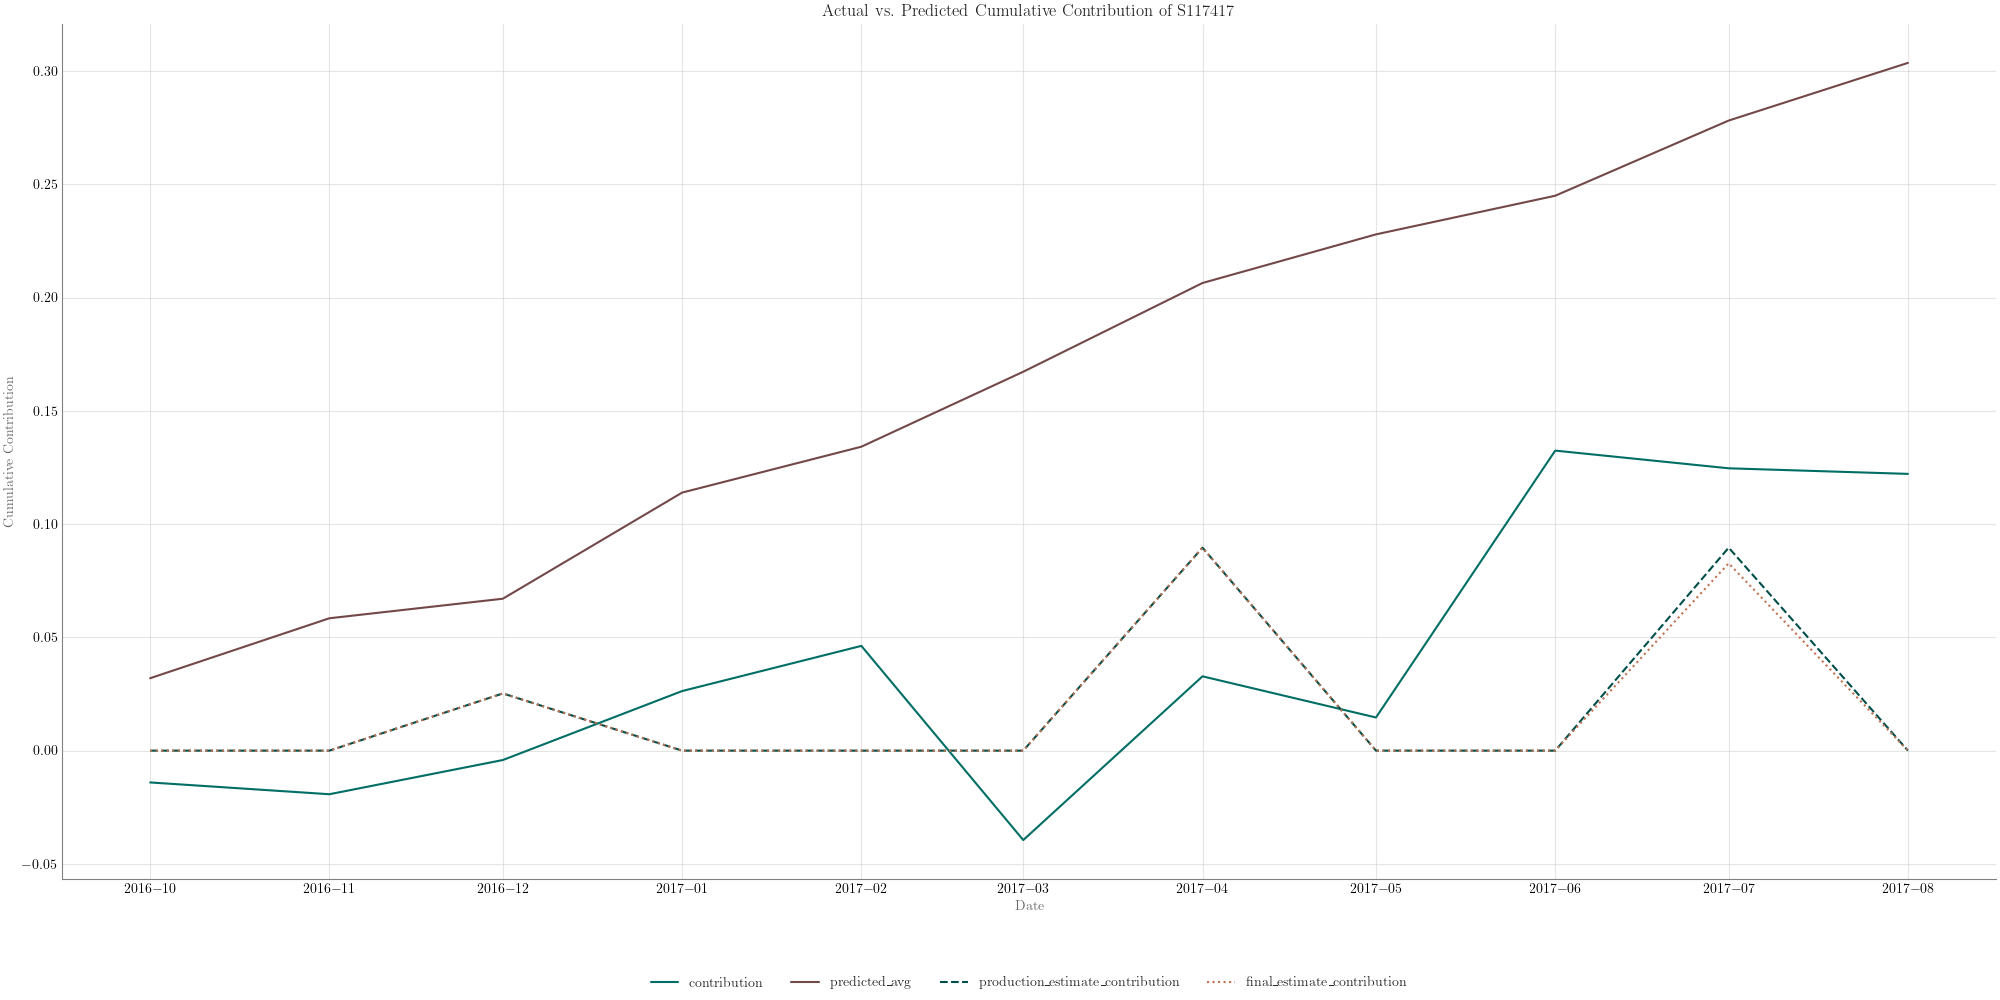 Actual vs. Predicted Cumulative Contribution of S117417
0.30
0.25
0.20
0.15
0.10
0.05
0.00
−0.05
Cumulative Contribution
2016−10 2016−11 2016−12 2017−01 2017−02 2017−03 2017−04 2017−05 2017−06 2017−07 2017−08
Date
contribution predicted_avg production_estimate_contribution final_estimate_contribution